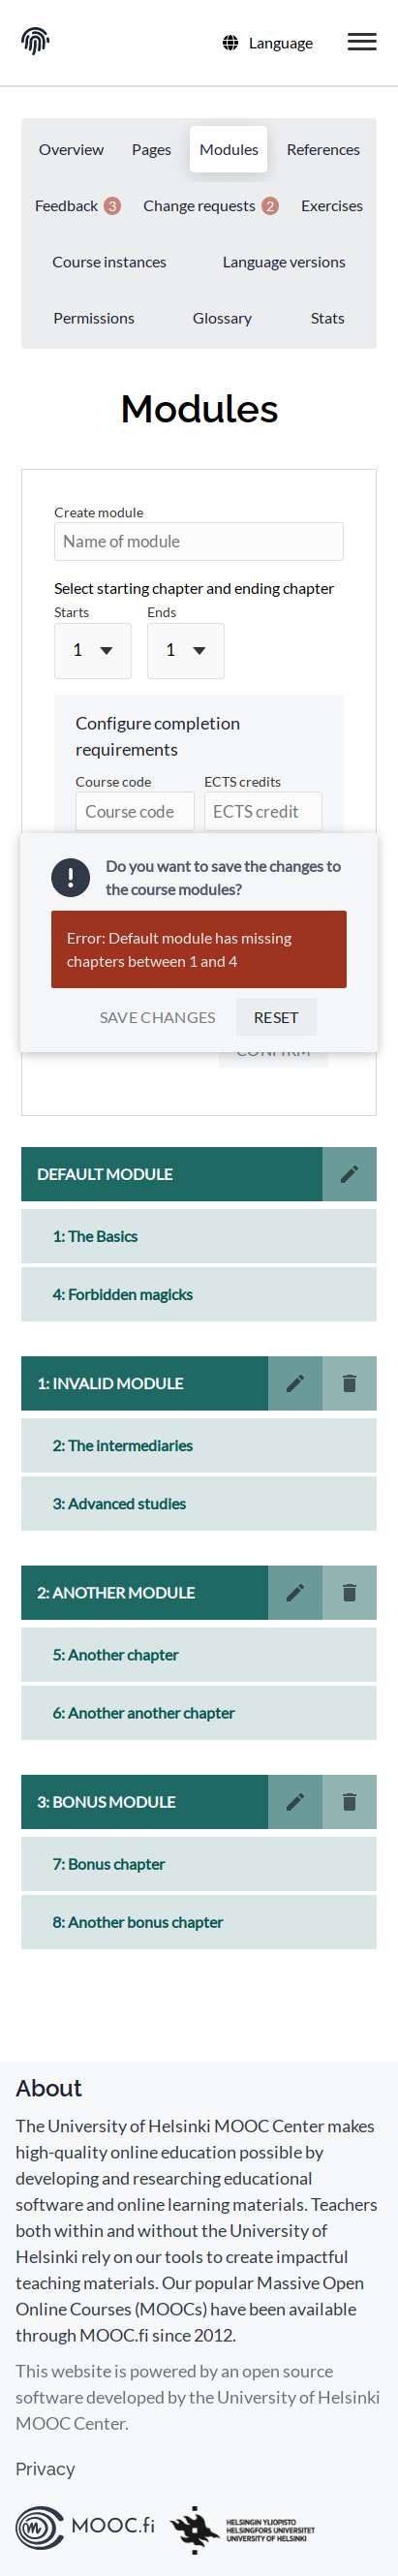 Language
Overview Pages Modules References
Feedback 3 Change requests 2 Exercises
Course instances Language versions
Permissions Glossary Stats
Modules
Create module
Name of module
Select starting chapter and ending chapter
Starts Ends
1 1
Configure completion
requirements
Course code ECTS credits
Course code ECTS credit
Do you want to save the changes to
the course modules?
Error: Default module has missing
chapters between 1 and 4
SAVE CHANGES RESET
CONFIRM
DEFAULT MODULE
1: The Basics
4: Forbidden magicks
1: INVALID MODULE
2: The intermediaries
3: Advanced studies
2: ANOTHER MODULE
5: Another chapter
6: Another another chapter
3: BONUS MODULE
7: Bonus chapter
8: Another bonus chapter
About
The University of Helsinki MOOC Center makes
high-quality online education possible by
developing and researching educational
software and online learning materials. Teachers
both within and without the University of
Helsinki rely on our tools to create impactful
teaching materials. Our popular Massive Open
Online Courses (MOOCs) have been available
through MOOC.fi since 2012.
This website is powered by an open source
software developed by the University of Helsinki
MOOC Center.
Privacy
MOOC.fi
HELSINGIN YLIOPISTO
HELSINGFORS UNIVERSITET
UNIVERSITY OF HELSINKI